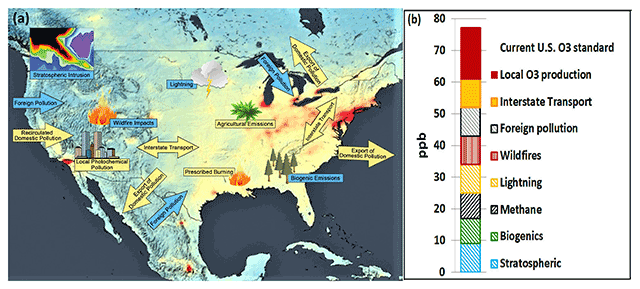 (a)
Stratospheric Intrusion
Lightning
Foreign Pollution
Export of
Domestic Pollution
Foreign Pollution
Wildfire Impacts
Agricultural Emissions
Interstate Transport
Recirculated
Domestic Pollution
Local Photochemical
Pollution
Interstate Transport
Export of
Domestic Pollution
Prescribed Burning
Biogenic Emissions
Export of
Domestic Pollution
Foreign Pollution
(b)
80
70
60
50
40
30
20
10
0
ppb
Current U.S. O3 standard
Local O3 production
Interstate Transport
Foreign pollution
Wildfires
Lightning
Methane
Biogenics
Stratospheric